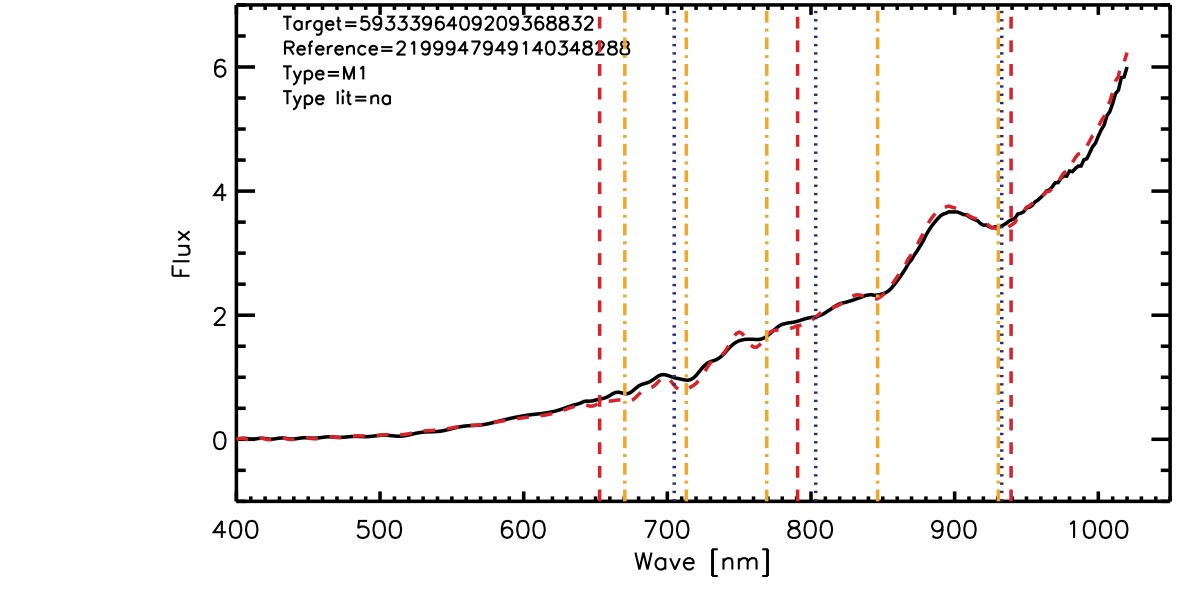 Target=5933396409209368832
Reference=2199947949140348288
Type=M1
Type lit=na
6
4
2
0
Flux
400 500 600 700 800 900 1000
Wave [nm]